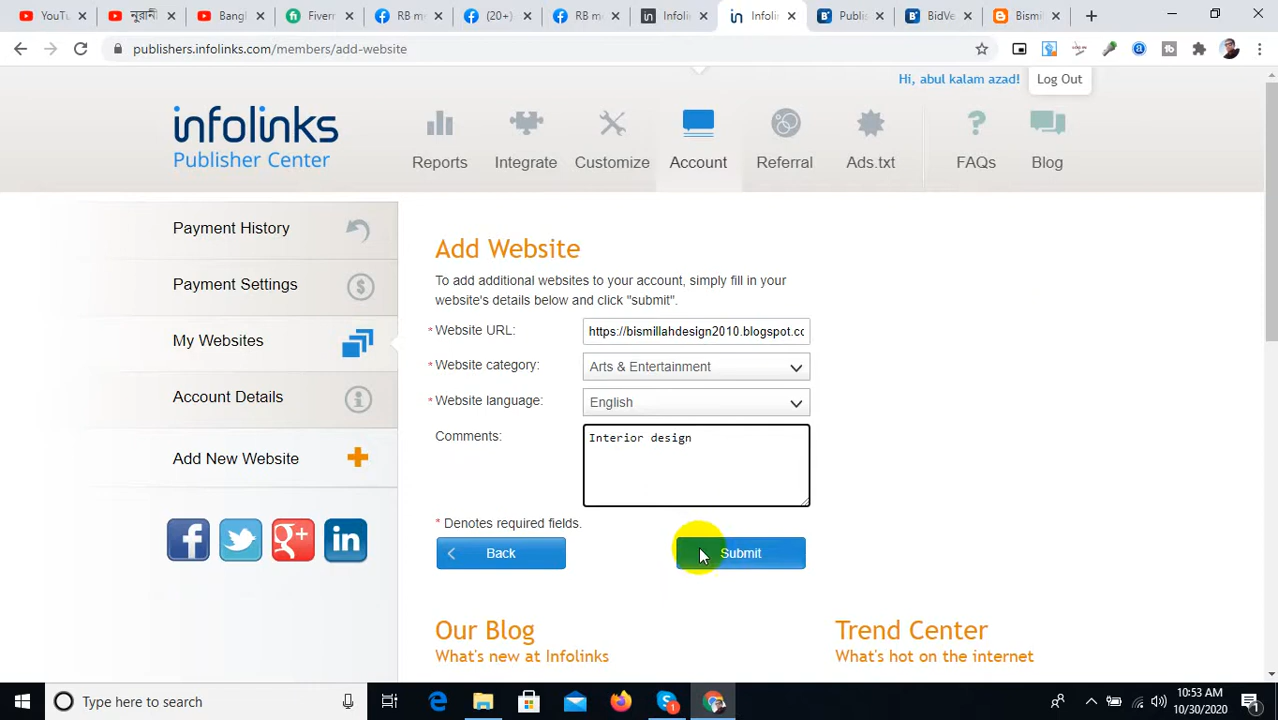 YouTu
নুরানী
Bangl
Fiverr
RB m
(20+)
RB m
Infoli
Infolin
Publis
BidVe
Bismi
publishers.infolinks.com/members/add-website
Hi, abul kalam azad!
Log Out
infolinks
Publisher Center
Reports
Integrate
Customize
Account
Referral
Ads.txt
FAQs
Blog
Payment History
Payment Settings
My Websites
Account Details
Add New Website
Add Website
To add additional websites to your account, simply fill in your
website's details below and click "submit".
* Website URL:
https://bismillahdesign2010.blogspot.cc
* Website category:
Arts & Entertainment
* Website language:
English
Comments:
Interior design
* Denotes required fields.
Back
Submit
Our Blog
What's new at Infolinks
Trend Center
What's hot on the internet
Type here to search
10:53 AM
10/30/2020